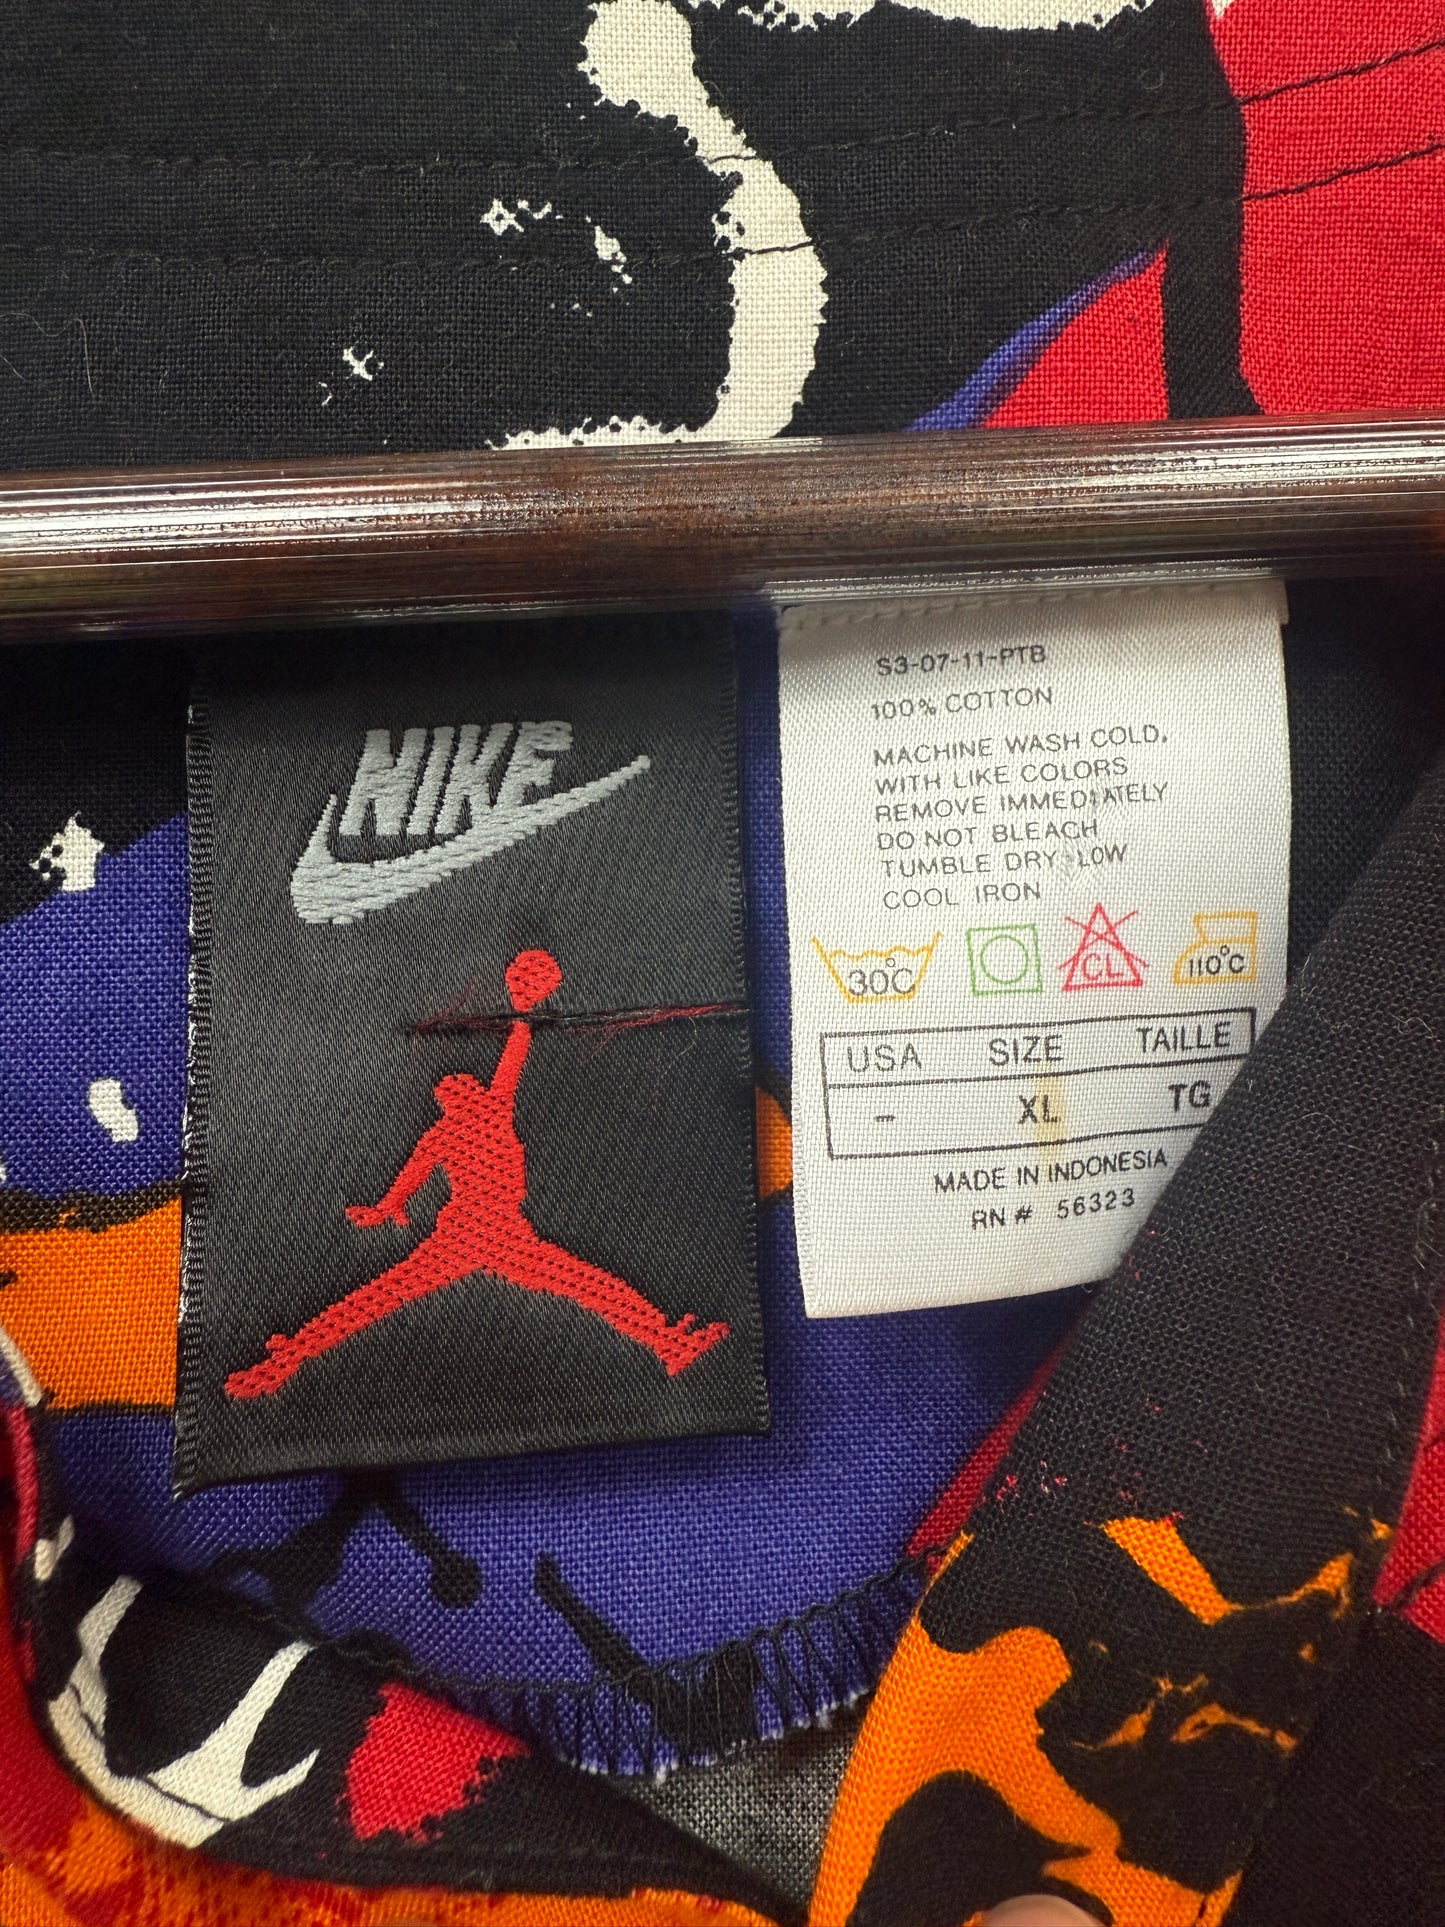 NIKE
S3-07-11-PTB
100% COTTON
MACHINE WASH COLD.
WITH LIKE COLORS
REMOVE IMMEDIATELY
DO NOT BLEACH
TUMBLE DRY LOW
COOL IRON
30°C CL 110°C
USA SIZE TAILLE
- XL TG
MADE IN INDONESIA
RN # 56323